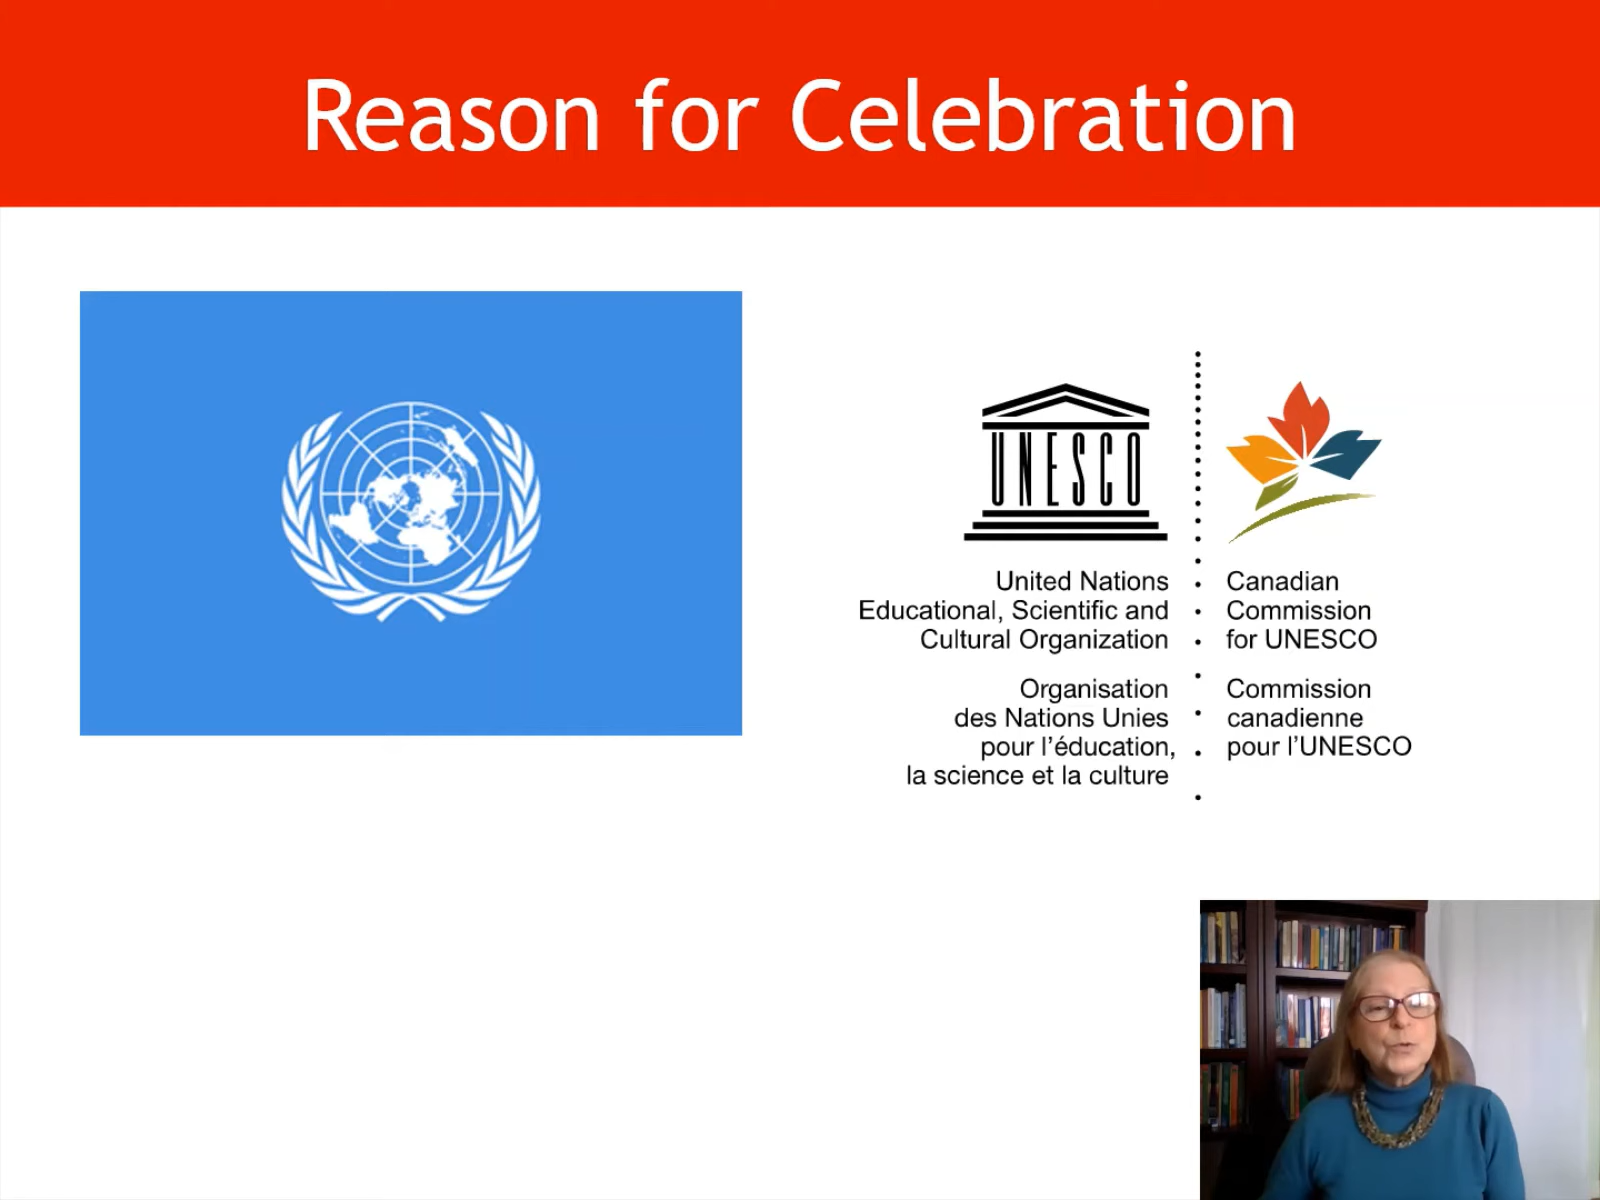 Reason for Celebration
UNESCO
United Nations
Educational, Scientific and
Cultural Organization
Organisation
des Nations Unies
pour l’éducation,
la science et la culture
Canadian
Commission
for UNESCO
Commission
canadienne
pour l’UNESCO